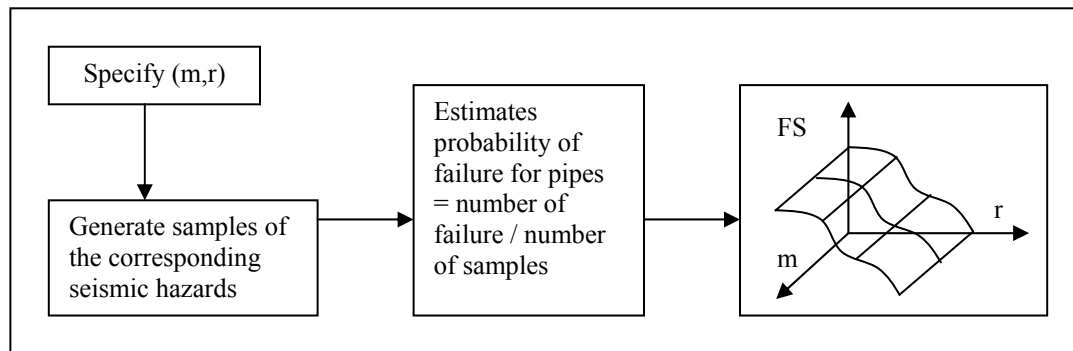 Specify (m,r)
Generate samples of
the corresponding
seismic hazards
Estimates
probability of
failure for pipes
= number of
failure / number
of samples
FS
r
m